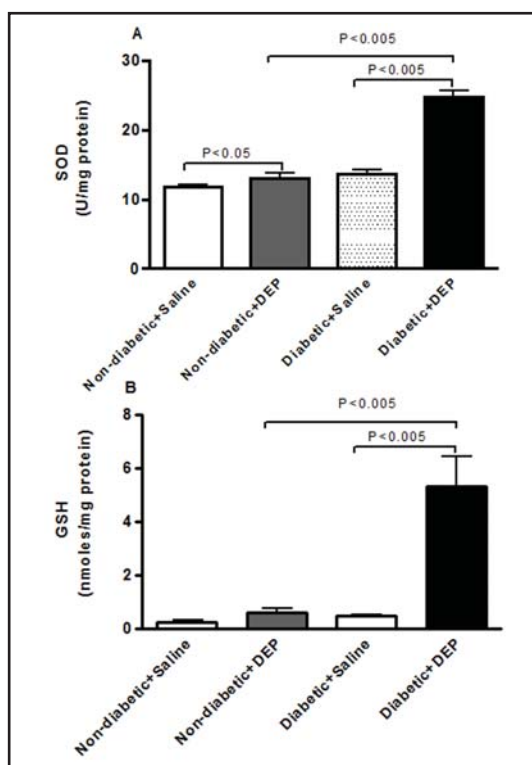 A
P<0.005
P<0.005
P<0.05
30
20
10
0
SOD
(U/mg protein)
Non-diabetic+Saline
Non-diabetic+DEP
Diabetic+Saline
Diabetic+DEP
B
P<0.005
P<0.005
8
6
4
2
0
GSH
(nmoles/mg protein)
Non-diabetic+Saline
Non-diabetic+DEP
Diabetic+Saline
Diabetic+DEP